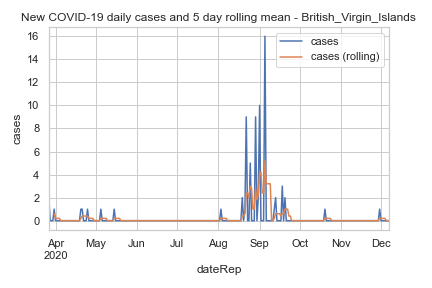 New COVID-19 daily cases and 5 day rolling mean - British_Virgin_Islands
cases
cases (rolling)
16
14
12
10
8
6
4
2
0
cases
Apr May Jun Jul Aug Sep Oct Nov Dec
2020
dateRep